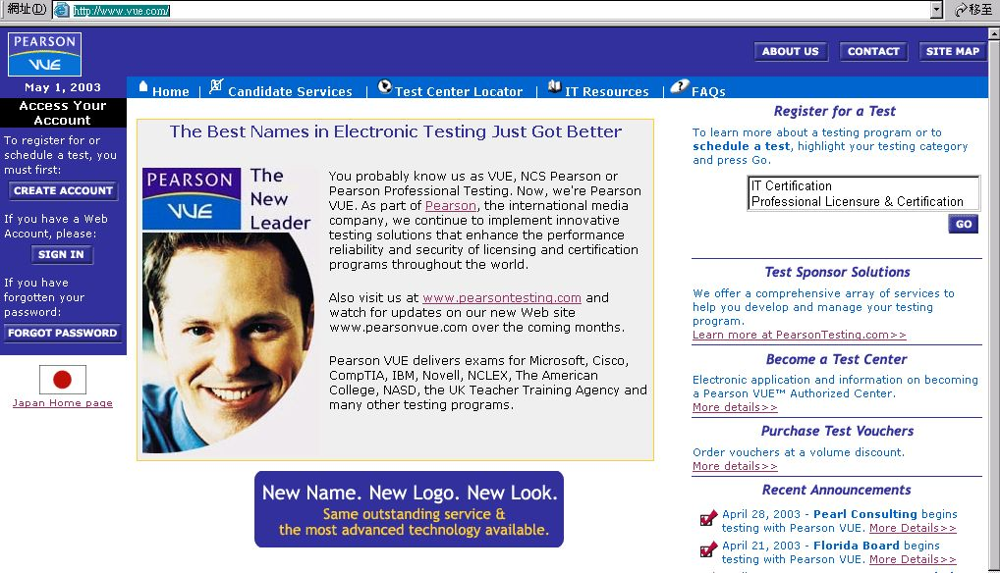 網址(D)
http://www.vue.com/
移至
PEARSON
VUE
ABOUT US
CONTACT
SITE MAP
May 1, 2003
Home | Candidate Services | Test Center Locator | IT Resources | FAQs
Access Your
Account
To register for or
schedule a test, you
must first:
CREATE ACCOUNT
If you have a Web
Account, please:
SIGN IN
If you have
forgotten your
password:
FORGOT PASSWORD
Japan Home page
The Best Names in Electronic Testing Just Got Better
PEARSON
VUE
The
New
Leader
You probably know us as VUE, NCS Pearson or
Pearson Professional Testing. Now, we're Pearson
VUE. As part of Pearson, the international media
company, we continue to implement innovative
testing solutions that enhance the performance
reliability and security of licensing and certification
programs throughout the world.
Also visit us at www.pearsontesting.com and
watch for updates on our new Web site
www.pearsonvue.com over the coming months.
Pearson VUE delivers exams for Microsoft, Cisco,
CompTIA, IBM, Novell, NCLEX, The American
College, NASD, the UK Teacher Training Agency and
many other testing programs.
New Name. New Logo. New Look.
Same outstanding service &
the most advanced technology available.
Register for a Test
To learn more about a testing program or to
schedule a test, highlight your testing category
and press Go.
IT Certification
Professional Licensure & Certification
GO
Test Sponsor Solutions
We offer a comprehensive array of services to
help you develop and manage your testing
program.
Learn more at PearsonTesting.com>>
Become a Test Center
Electronic application and information on becoming
a Pearson VUE™ Authorized Center.
More details>>
Purchase Test Vouchers
Order vouchers at a volume discount.
More details>>
Recent Announcements
April 28, 2003 - Pearl Consulting begins
testing with Pearson VUE. More Details>>
April 21, 2003 - Florida Board begins
testing with Pearson VUE. More Details>>